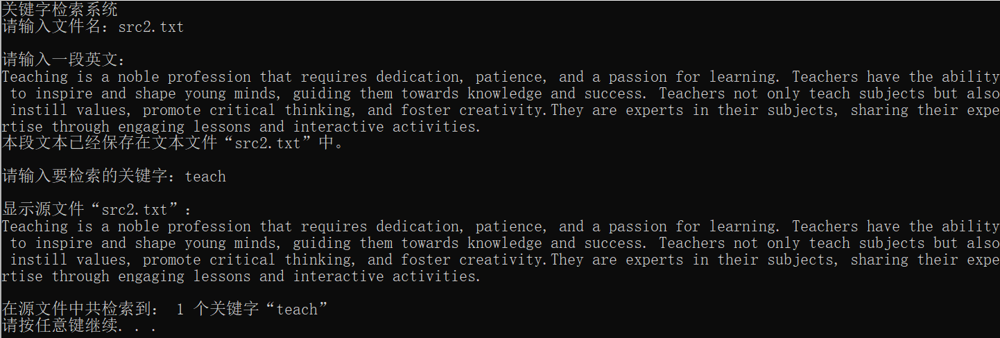 关键字检索系统
请输入文件名：src2.txt
请输入一段英文：
Teaching is a noble profession that requires dedication, patience, and a passion for learning. Teachers have the ability
to inspire and shape young minds, guiding them towards knowledge and success. Teachers not only teach subjects but also
instill values, promote critical thinking, and foster creativity.They are experts in their subjects, sharing their expe
rtise through engaging lessons and interactive activities.
本段文本已经保存在文本文件“src2.txt”中。
请输入要检索的关键字：teach
显示源文件“src2.txt”：
Teaching is a noble profession that requires dedication, patience, and a passion for learning. Teachers have the ability
to inspire and shape young minds, guiding them towards knowledge and success. Teachers not only teach subjects but also
instill values, promote critical thinking, and foster creativity.They are experts in their subjects, sharing their expe
rtise through engaging lessons and interactive activities.
在源文件中共检索到： 1 个关键字“teach”
请按任意键继续. . .